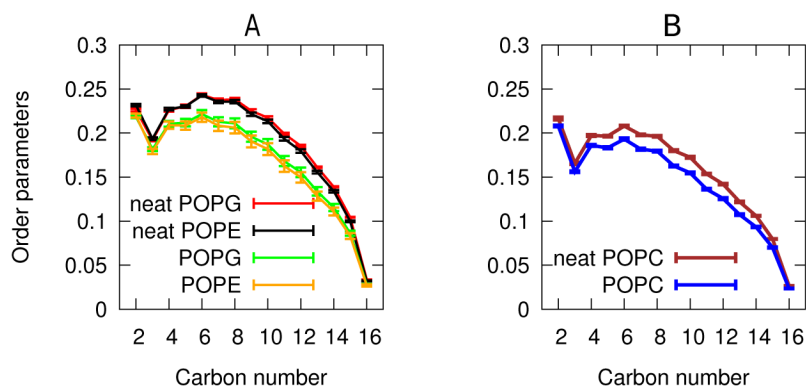 A
Order parameters
0.3
0.25
0.2
0.15
0.1
0.05
0
neat POPG
neat POPE
POPG
POPE
2 4 6 8 10 12 14 16
Carbon number
B
0.3
0.25
0.2
0.15
0.1
0.05
0
neat POPC
POPC
2 4 6 8 10 12 14 16
Carbon number